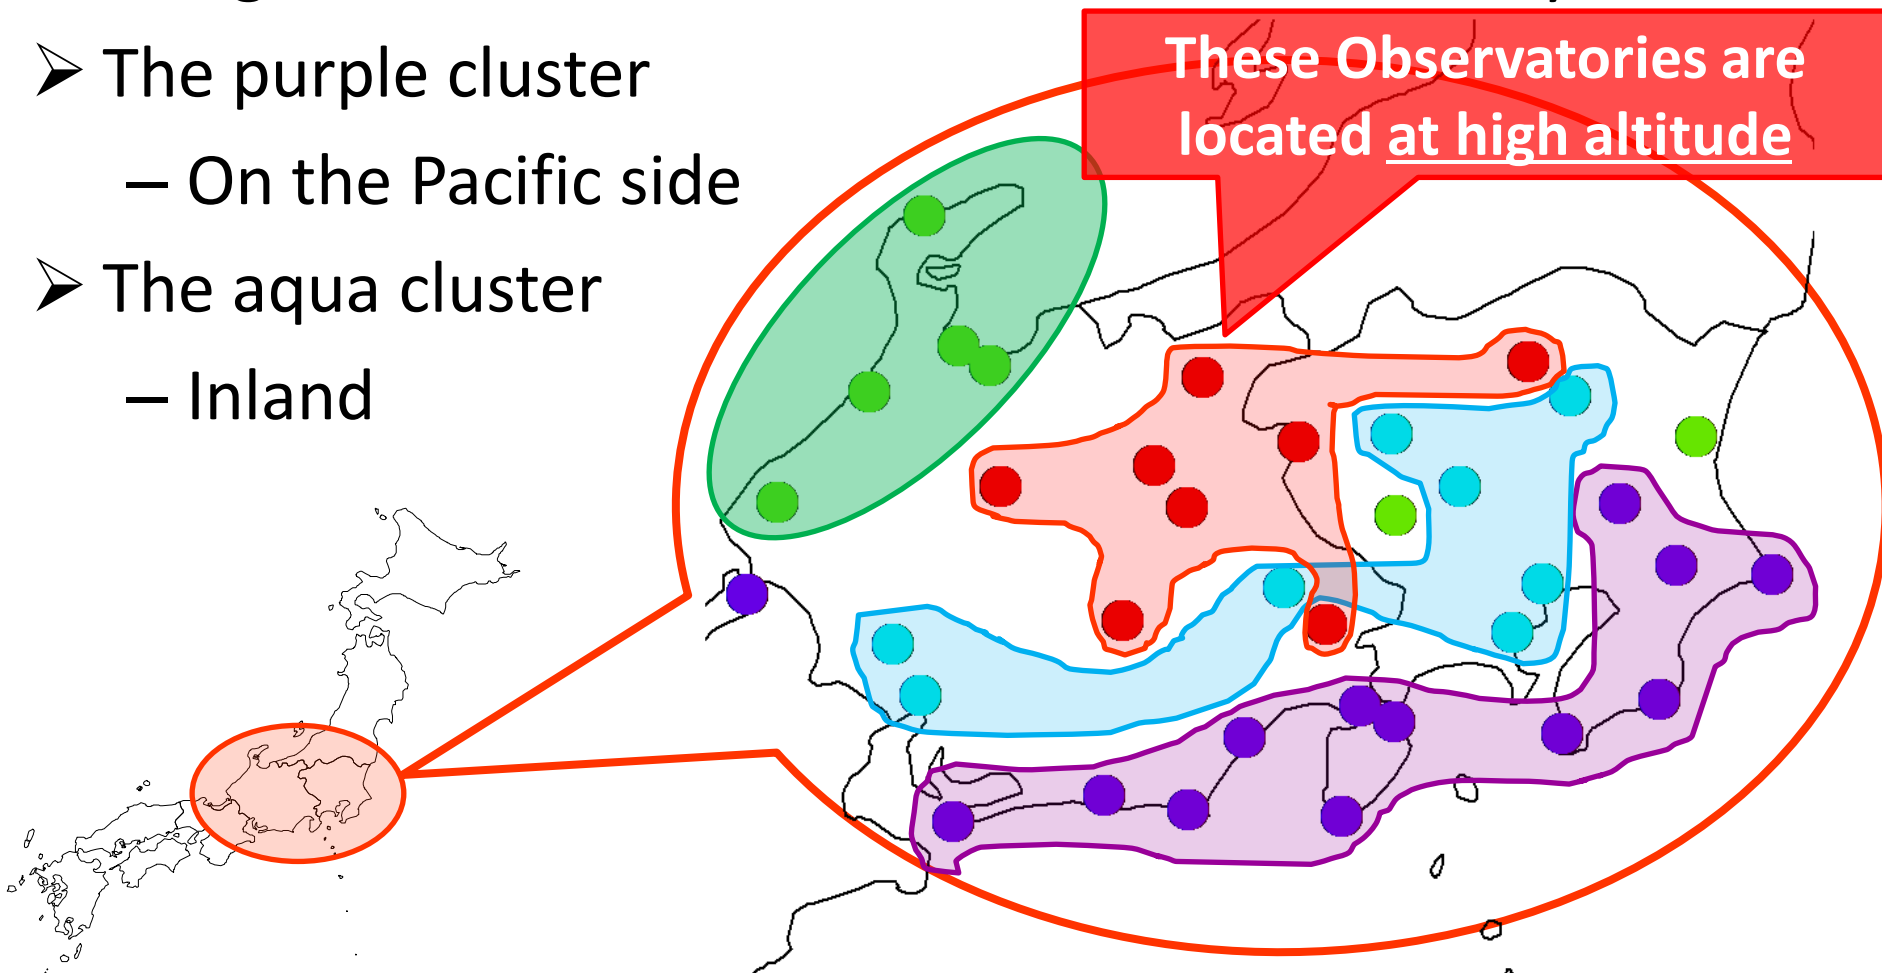 ➢ The purple cluster
– On the Pacific side
➢ The aqua cluster
– Inland
These Observatories are
located at high altitude